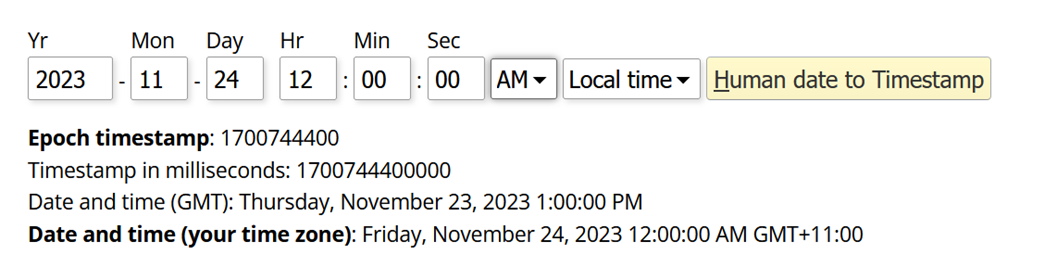 Yr Mon Day Hr Min Sec
2023 - 11 - 24 12 : 00 : 00 AM Local time Human date to Timestamp
Epoch timestamp: 1700744400
Timestamp in milliseconds: 1700744400000
Date and time (GMT): Thursday, November 23, 2023 1:00:00 PM
Date and time (your time zone): Friday, November 24, 2023 12:00:00 AM GMT+11:00